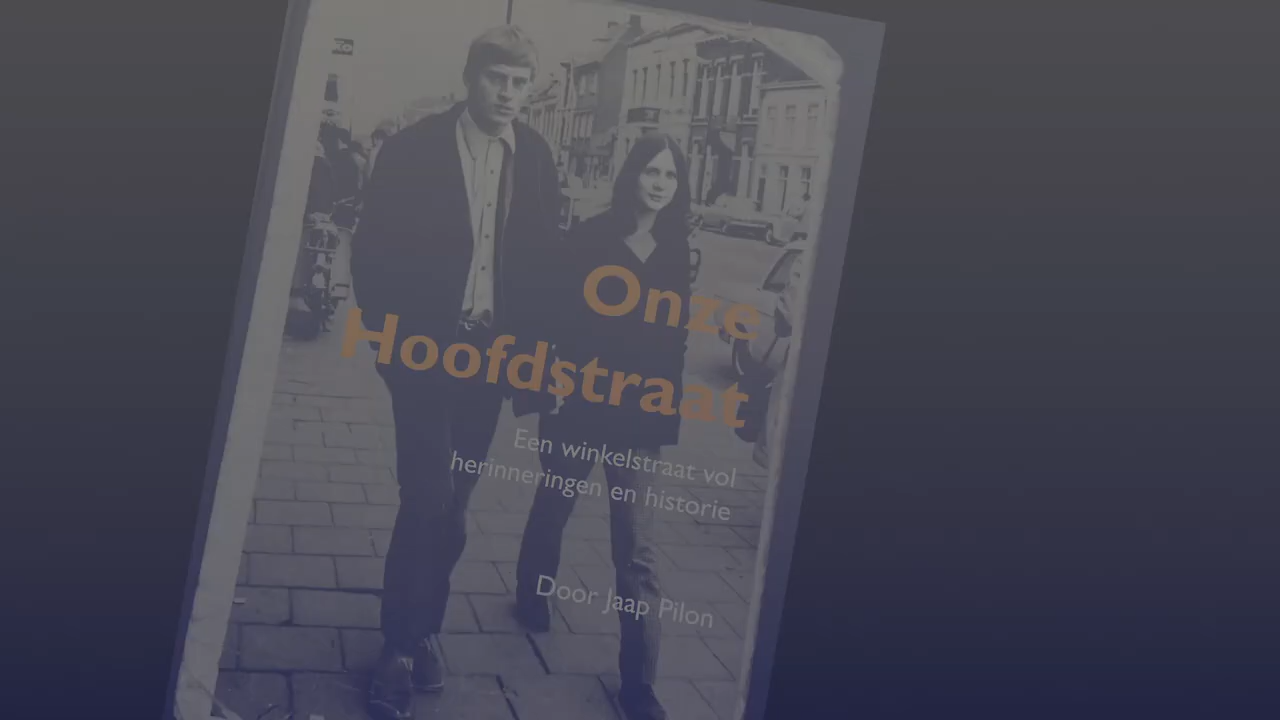 Onze
Hoofdstraat
Een winkelstraat vol
herinneringen en historie
Door Jaap Pilon